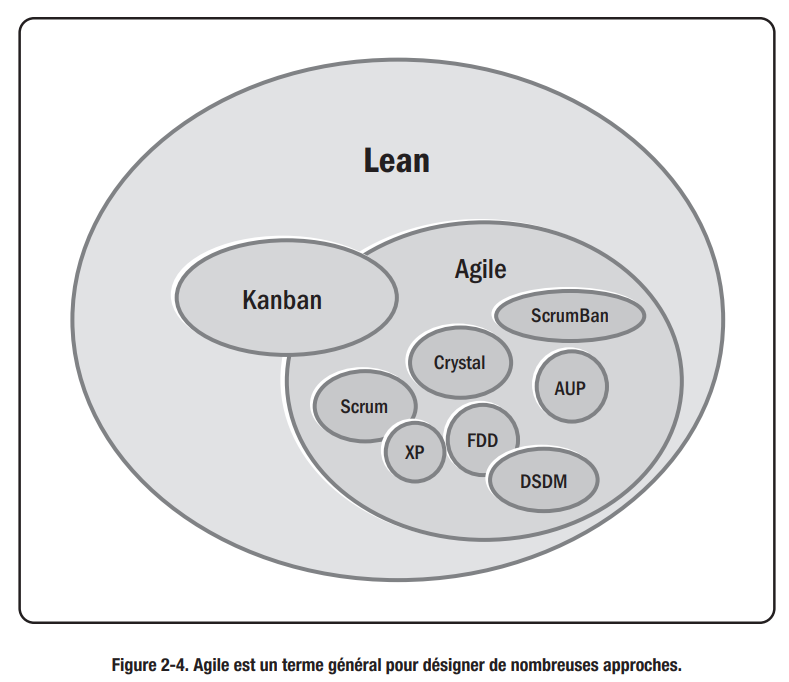 Lean
Agile
Kanban
ScrumBan
Crystal
AUP
Scrum
XP
FDD
DSDM
Figure 2-4. Agile est un terme général pour désigner de nombreuses approches.